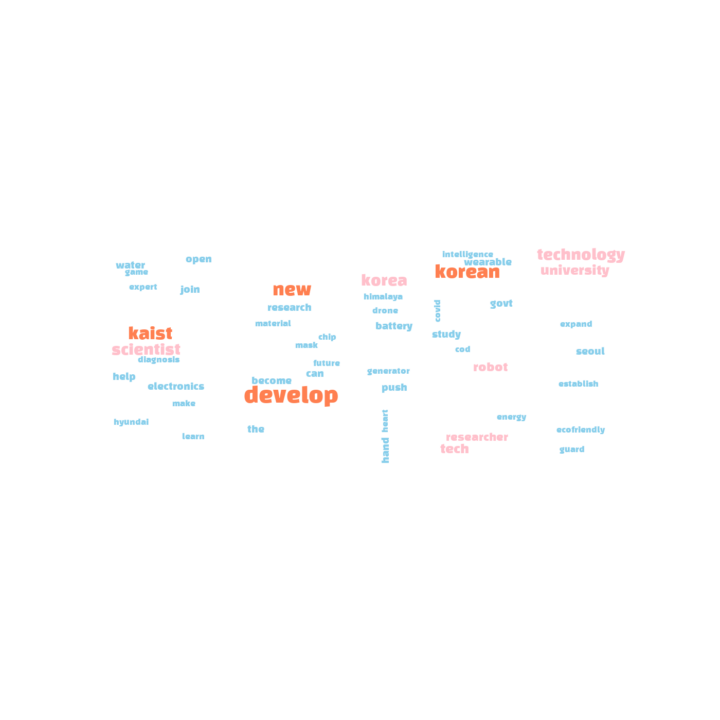 water
game
open
expert
join
kaist
scientist
diagnosis
help
electronics
make
hyundai
learn
new
research
material
chip
mask
future
can
become
develop
the
korea
himalaya
drone
battery
generator
push
heart
hand
intelligence
wearable
korean
covid
govt
study
cod
robot
energy
researcher
tech
technology
university
expand
seoul
establish
ecofriendly
guard